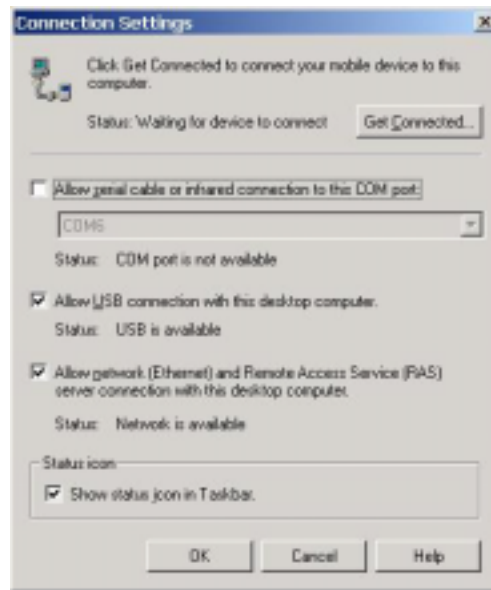 Connection Settings
Click Get Connected to connect your mobile device to this
computer.
Status: Waiting for device to connect
Get Connected...
Allow serial cable or infrared connection to this COM port:
COM6
Status: COM port is not available
Allow USB connection with this desktop computer.
Status: USB is available
Allow network (Ethernet) and Remote Access Service (RAS)
server connection with this desktop computer.
Status: Network is available
Status icon
Show status icon in Taskbar.
OK
Cancel
Help